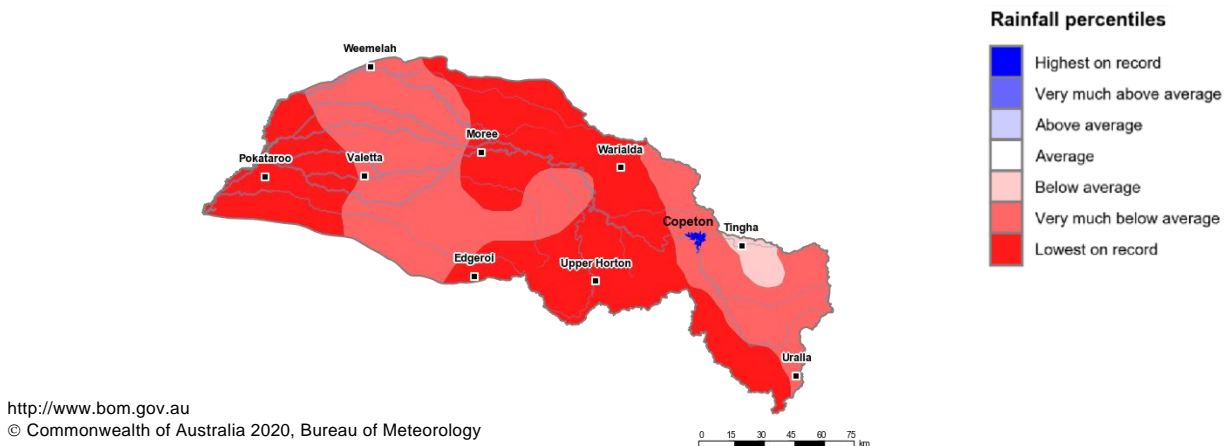 Rainfall percentiles
Highest on record
Very much above average
Above average
Average
Below average
Very much below average
Lowest on record
Weemelah
Moree
Warialda
Pokataroo
Valetta
Copeton
Tingha
Edgeroi
Upper Horton
Uralla
http://www.bom.gov.au
© Commonwealth of Australia 2020, Bureau of Meteorology
0 15 30 45 60 75
km